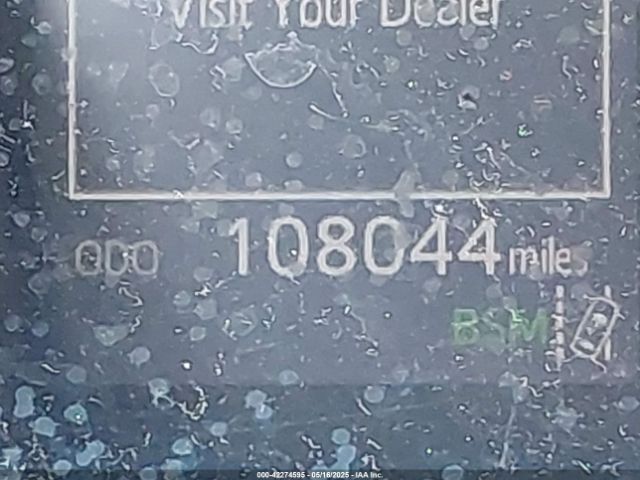 Visit Your Dealer
ODO 108044 miles
BSM
000-42274595 - 05/16/2025 - IAA Inc.